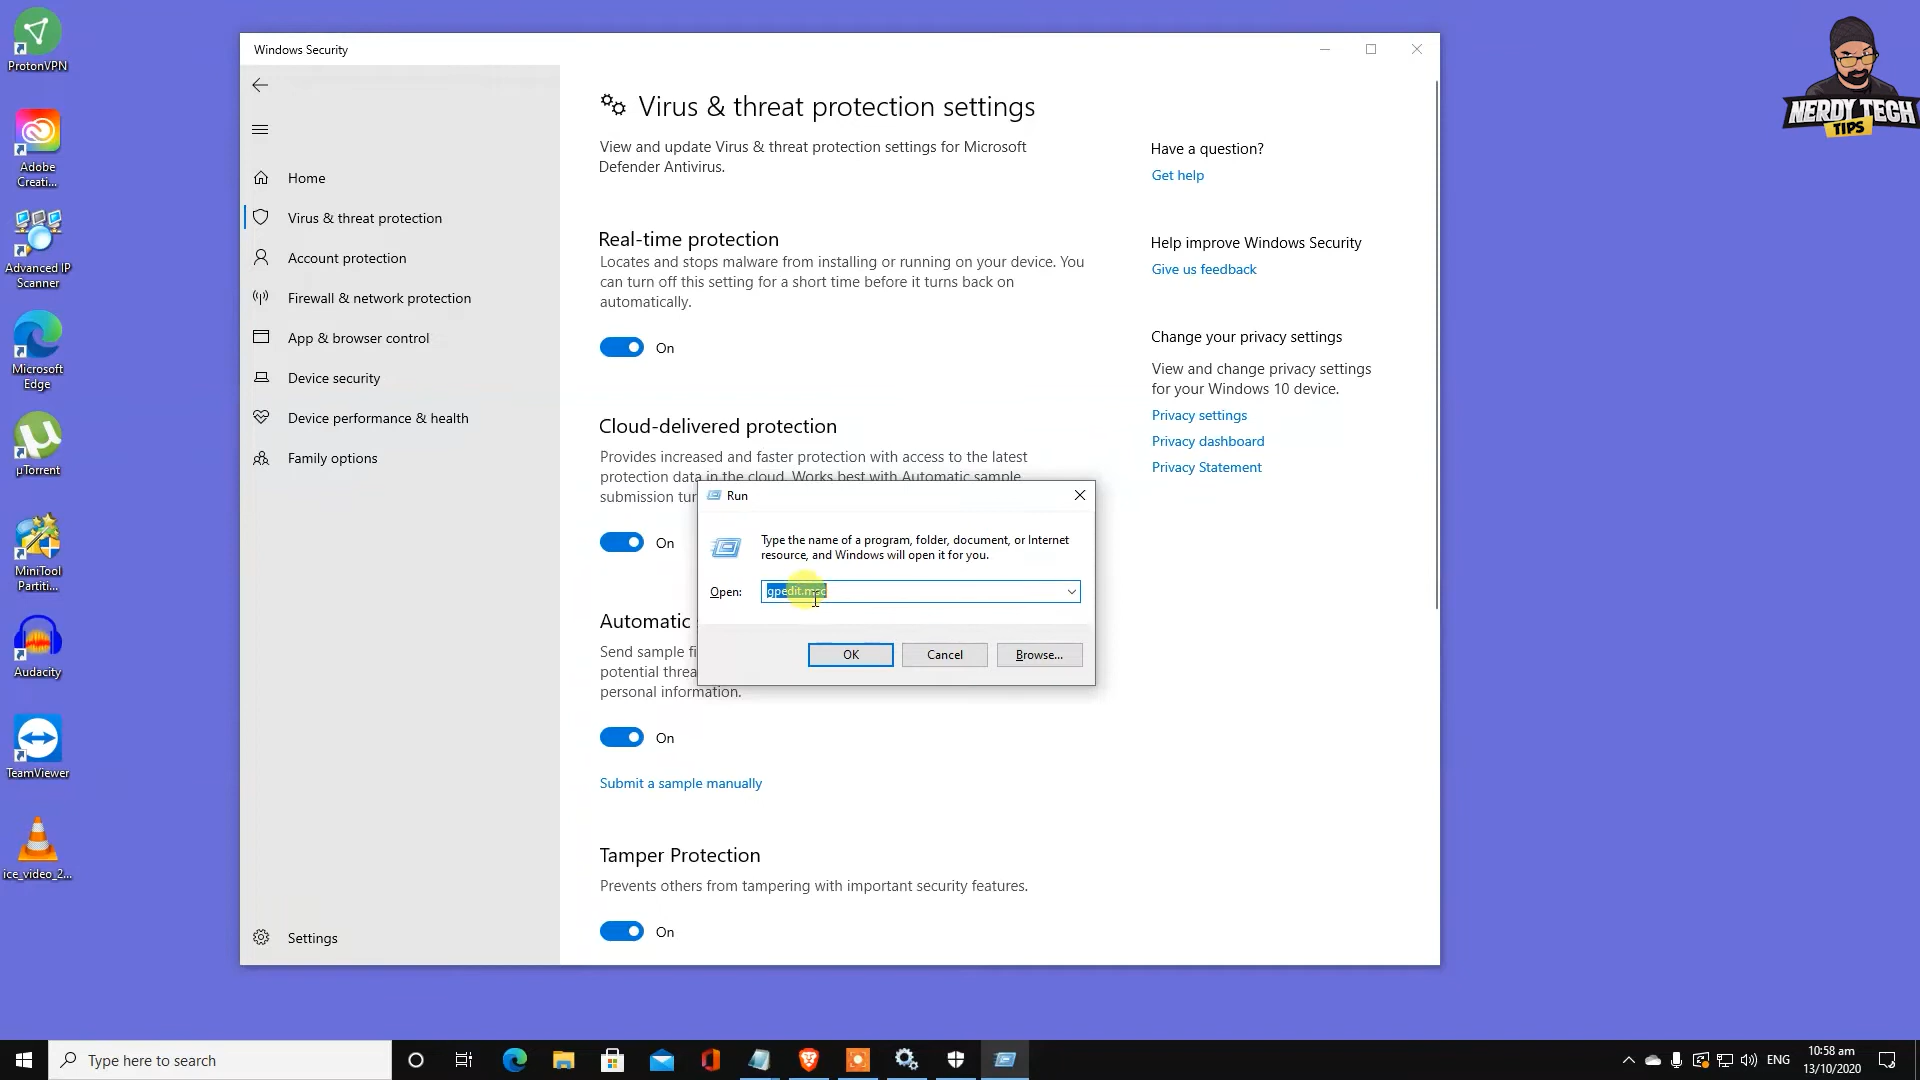 ProtonVPN
Adobe
Creati...
Advanced IP
Scanner
Microsoft
Edge
µTorrent
MiniTool
Partiti...
Audacity
TeamViewer
ice_video_2...
Windows Security
Home
Virus & threat protection
Account protection
Firewall & network protection
App & browser control
Device security
Device performance & health
Family options
Settings
Virus & threat protection settings
View and update Virus & threat protection settings for Microsoft
Defender Antivirus.
Real-time protection
Locates and stops malware from installing or running on your device. You
can turn off this setting for a short time before it turns back on
automatically.
On
Cloud-delivered protection
Provides increased and faster protection with access to the latest
protection data in the cloud. Works best with Automatic sample
submission tur
On
Automatic
Send sample fi
potential threa
personal information.
On
Submit a sample manually
Tamper Protection
Prevents others from tampering with important security features.
On
Have a question?
Get help
Help improve Windows Security
Give us feedback
Change your privacy settings
View and change privacy settings
for your Windows 10 device.
Privacy settings
Privacy dashboard
Privacy Statement
Run
Type the name of a program, folder, document, or Internet
resource, and Windows will open it for you.
Open:
gpedit.msc
OK
Cancel
Browse...
NERDY TECH
TIPS
Type here to search
ENG
10:58 am
13/10/2020